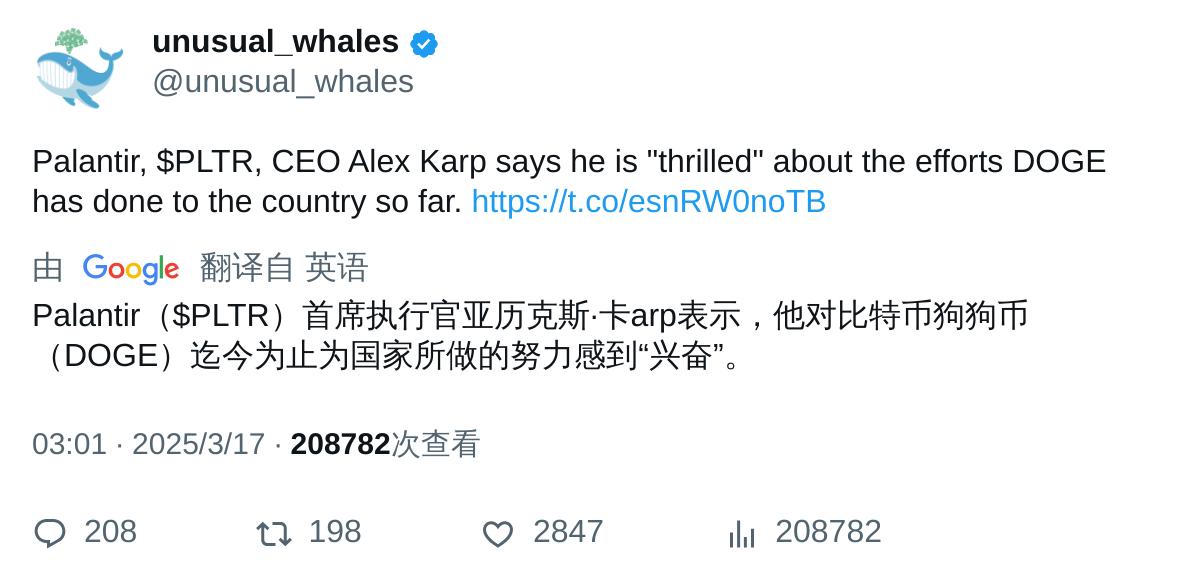 unusual_whales
@unusual_whales
Palantir, $PLTR, CEO Alex Karp says he is "thrilled" about the efforts DOGE
has done to the country so far. https://t.co/esnRW0noTB
由 Google 翻译自 英语
Palantir（$PLTR）首席执行官亚历克斯·卡arp表示，他对比特币狗狗币
（DOGE）迄今为止为国家所做的努力感到“兴奋”。
03:01 · 2025/3/17 · 208782次查看
208 198 2847 208782